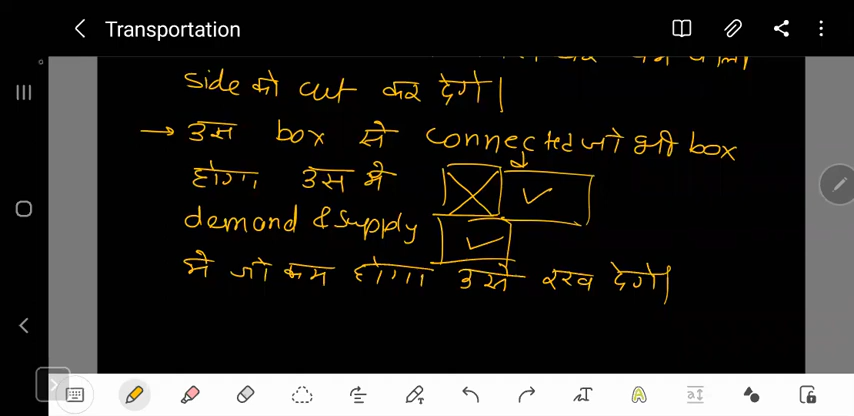 Transportation
side को cut कर देंगे|
→ उस box से connected जो भी box
होगा उस में
demand & supply
में जो कम होगा उसे रख देंगे|